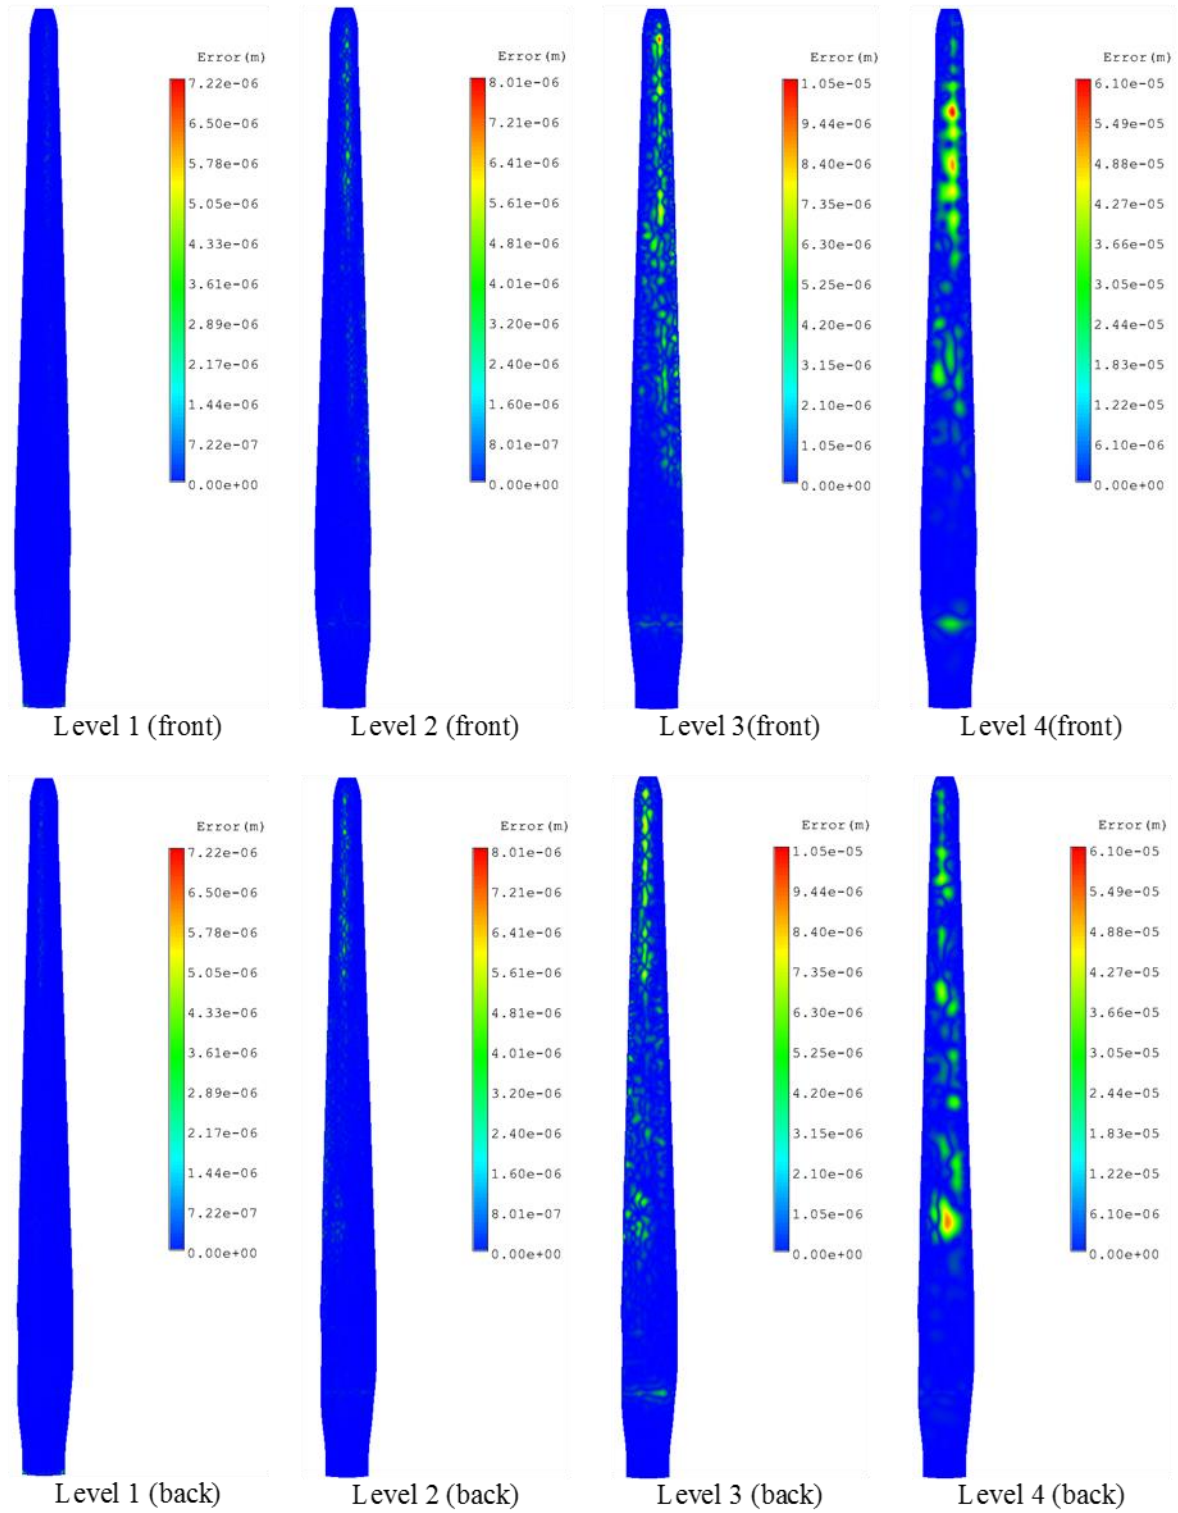 Error(m)
7.22e-06
6.50e-06
5.78e-06
5.05e-06
4.33e-06
3.61e-06
2.89e-06
2.17e-06
1.44e-06
7.22e-07
0.00e+00
Level 1 (front)
Error(m)
8.01e-06
7.21e-06
6.41e-06
5.61e-06
4.81e-06
4.01e-06
3.20e-06
2.40e-06
1.60e-06
8.01e-07
0.00e+00
Level 2 (front)
Error(m)
1.05e-05
9.44e-06
8.40e-06
7.35e-06
6.30e-06
5.25e-06
4.20e-06
3.15e-06
2.10e-06
1.05e-06
0.00e+00
Level 3(front)
Error(m)
6.10e-05
5.49e-05
4.88e-05
4.27e-05
3.66e-05
3.05e-05
2.44e-05
1.83e-05
1.22e-05
6.10e-06
0.00e+00
Level 4(front)
Error(m)
7.22e-06
6.50e-06
5.78e-06
5.05e-06
4.33e-06
3.61e-06
2.89e-06
2.17e-06
1.44e-06
7.22e-07
0.00e+00
Level 1 (back)
Error(m)
8.01e-06
7.21e-06
6.41e-06
5.61e-06
4.81e-06
4.01e-06
3.20e-06
2.40e-06
1.60e-06
8.01e-07
0.00e+00
Level 2 (back)
Error(m)
1.05e-05
9.44e-06
8.40e-06
7.35e-06
6.30e-06
5.25e-06
4.20e-06
3.15e-06
2.10e-06
1.05e-06
0.00e+00
Level 3 (back)
Error(m)
6.10e-05
5.49e-05
4.88e-05
4.27e-05
3.66e-05
3.05e-05
2.44e-05
1.83e-05
1.22e-05
6.10e-06
0.00e+00
Level 4 (back)